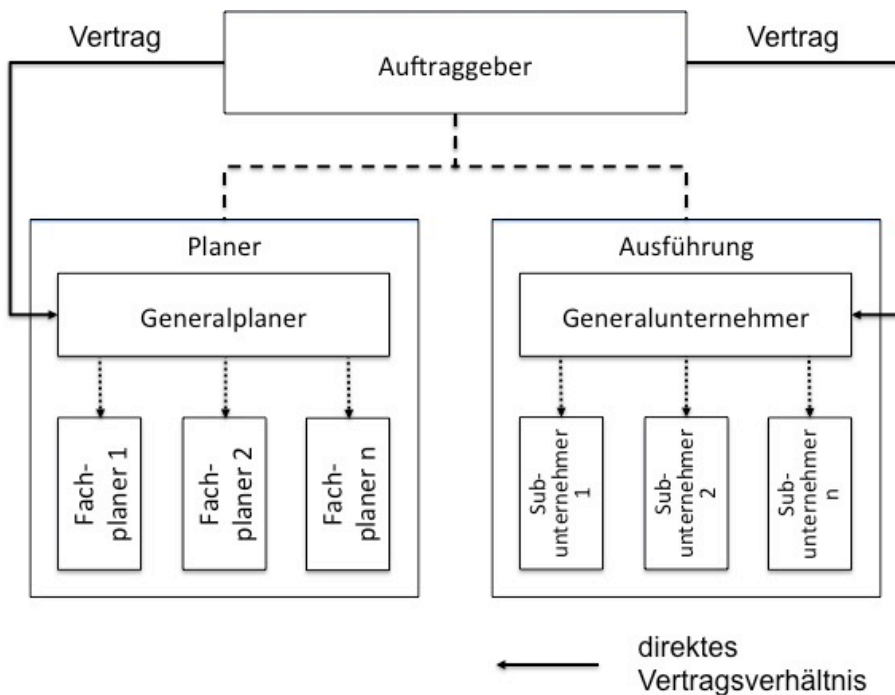 Vertrag
Auftraggeber
Vertrag
Planer
Generalplaner
Fach-
planer 1
Fach-
planer 2
Fach-
planer n
Ausführung
Generalunternehmer
Sub-
unternehmer
1
Sub-
unternehmer
2
Sub-
unternehmer
n
direktes
Vertragsverhältnis